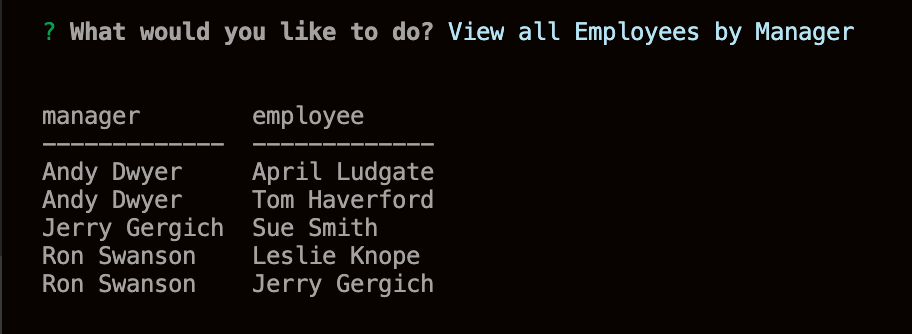 ? What would you like to do? View all Employees by Manager
manager        employee
-------------  -------------
Andy Dwyer     April Ludgate
Andy Dwyer     Tom Haverford
Jerry Gergich  Sue Smith
Ron Swanson    Leslie Knope
Ron Swanson    Jerry Gergich